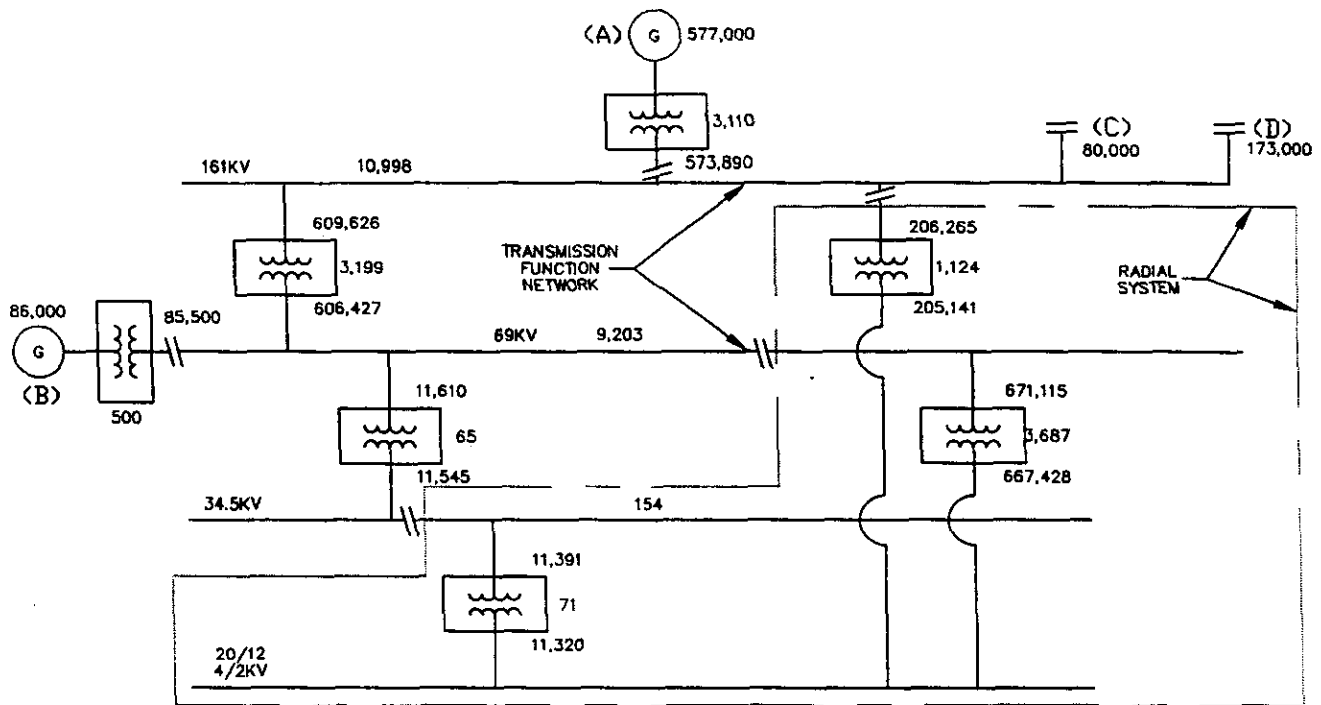 (A) G 577,000
3,110
573,890
(C)
80,000
(D)
173,000
161KV 10,998
609,626
3,199
606,427
TRANSMISSION
FUNCTION
NETWORK
206,265
1,124
205,141
RADIAL
SYSTEM
86,000
G
(B)
85,500
500
69KV 9,203
11,610
65
11,545
671,115
3,687
667,428
34.5KV 154
11,391
71
11,320
20/12
4/2KV